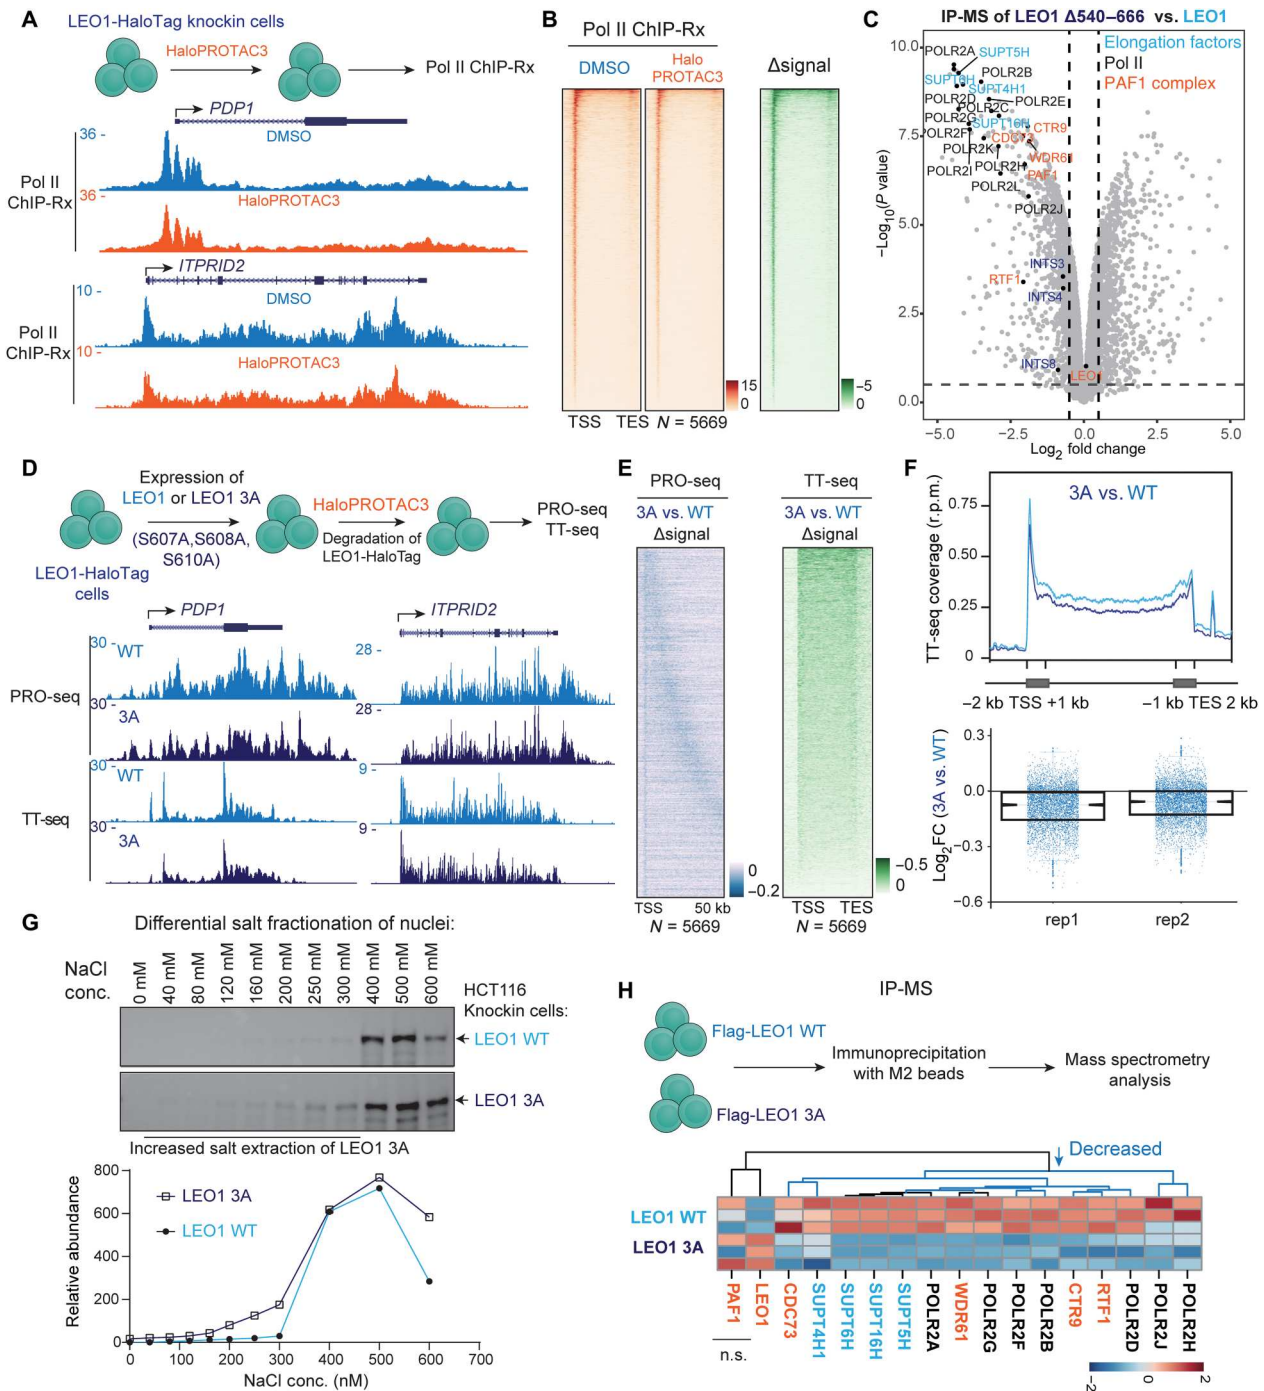 A
LEO1-HaloTag knockin cells
HaloPROTAC3
Pol II ChIP-Rx
PDP1
36 -
DMSO
Pol II
ChIP-Rx
36 -
HaloPROTAC3
ITPRID2
10 -
DMSO
Pol II
ChIP-Rx
10 -
HaloPROTAC3
B
Pol II ChIP-Rx
DMSO
Halo
PROTAC3
Δsignal
15
0
−5
0
TSS TES N = 5669
C
IP-MS of LEO1 Δ540–666 vs. LEO1
Elongation factors
Pol II
PAF1 complex
−Log10(P value)
10.0
7.5
5.0
2.5
0.0
POLR2A
SUPT5H
SUPT6H
POLR2B
SUPT4H1
POLR2D
POLR2C
POLR2E
POLR2G
SUPT16H
CTR9
POLR2F
CDC73
POLR2K
WDR61
POLR2I
POLR2H
PAF1
POLR2L
POLR2J
INTS3
RTF1
INTS4
INTS8
LEO1
−5.0 −2.5 0.0 2.5 5.0
Log2 fold change
D
Expression of
LEO1 or LEO1 3A
(S607A,S608A,
S610A)
HaloPROTAC3
Degradation of
LEO1-HaloTag
PRO-seq
TT-seq
LEO1-HaloTag
cells
PDP1
ITPRID2
PRO-seq
30 -
WT
28 -
30 -
3A
28 -
TT-seq
30 -
WT
9 -
30 -
3A
9 -
E
PRO-seq
3A vs. WT
Δsignal
TT-seq
3A vs. WT
Δsignal
0
−0.2
−0.5
0
TSS 50 kb
N = 5669
TSS TES
N = 5669
F
3A vs. WT
TT-seq coverage (r.p.m.)
0.75
0.50
0.25
0
−2 kb TSS +1 kb −1 kb TES 2 kb
Log2FC (3A vs. WT)
0.3
0.0
−0.3
−0.6
rep1 rep2
G
Differential salt fractionation of nuclei:
NaCl
conc.
0 mM
40 mM
80 mM
120 mM
160 mM
200 mM
250 mM
300 mM
400 mM
500 mM
600 mM
HCT116
Knockin cells:
LEO1 WT
LEO1 3A
Increased salt extraction of LEO1 3A
Relative abundance
800
600
400
200
0
LEO1 3A
LEO1 WT
0 100 200 300 400 500 600 700
NaCl conc. (nM)
H
IP-MS
Flag-LEO1 WT
Immunoprecipitation
with M2 beads
Mass spectrometry
analysis
Flag-LEO1 3A
Decreased
LEO1 WT
LEO1 3A
PAF1
LEO1
CDC73
SUPT4H1
SUPT6H
SUPT16H
SUPT5H
POLR2A
WDR61
POLR2G
POLR2F
POLR2B
CTR9
RTF1
POLR2D
POLR2J
POLR2H
n.s.
−2
0
2